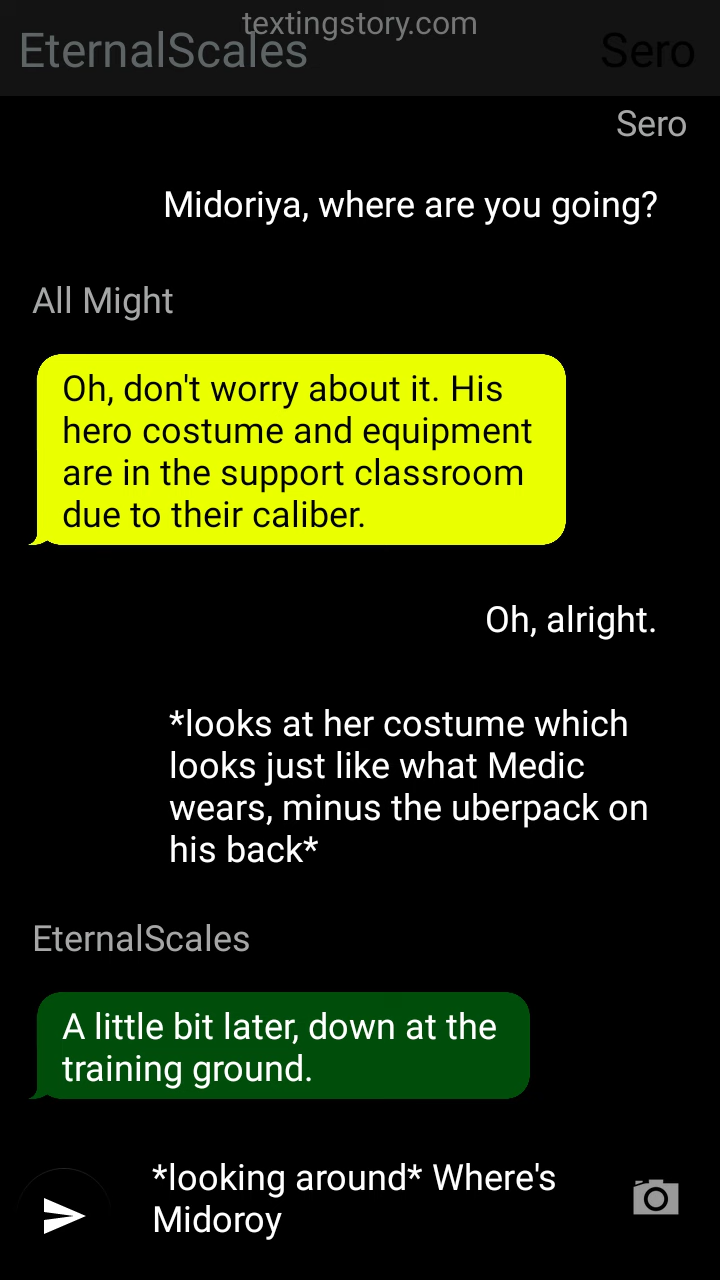 textingstory.com
EternalScales
Sero
Sero
Midoriya, where are you going?
All Might
Oh, don't worry about it. His
hero costume and equipment
are in the support classroom
due to their caliber.
Oh, alright.
*looks at her costume which
looks just like what Medic
wears, minus the uberpack on
his back*
EternalScales
A little bit later, down at the
training ground.
*looking around* Where's
Midoroy